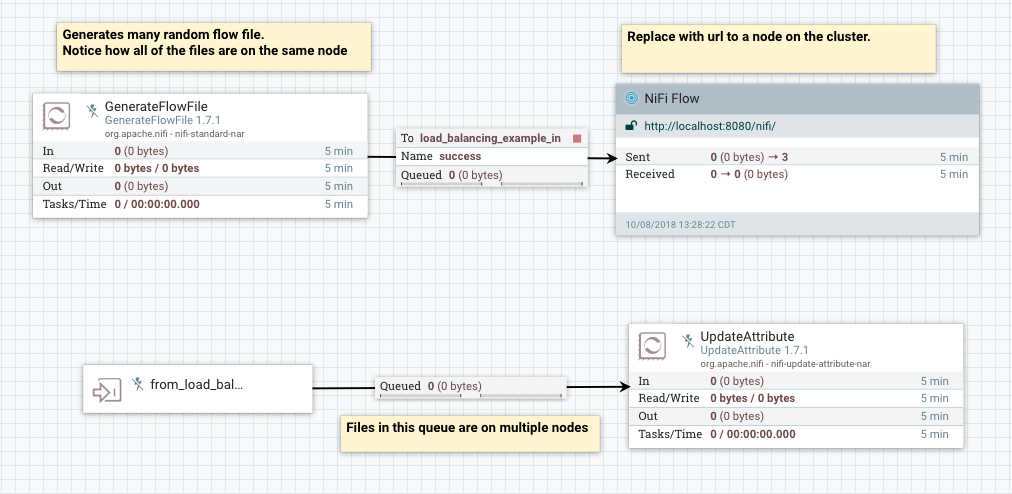 Generates many random flow file.
Notice how all of the files are on the same node
Replace with url to a node on the cluster.
GenerateFlowFile
GenerateFlowFile 1.7.1
org.apache.nifi - nifi-standard-nar
In 0 (0 bytes) 5 min
Read/Write 0 bytes / 0 bytes 5 min
Out 0 (0 bytes) 5 min
Tasks/Time 0 / 00:00:00.000 5 min
To load_balancing_example_in
Name success
Queued 0 (0 bytes)
NiFi Flow
http://localhost:8080/nifi/
Sent 0 (0 bytes) → 3 5 min
Received 0 → 0 (0 bytes) 5 min
10/08/2018 13:28:22 CDT
from_load_bal...
Queued 0 (0 bytes)
Files in this queue are on multiple nodes
UpdateAttribute
UpdateAttribute 1.7.1
org.apache.nifi - nifi-update-attribute-nar
In 0 (0 bytes) 5 min
Read/Write 0 bytes / 0 bytes 5 min
Out 0 (0 bytes) 5 min
Tasks/Time 0 / 00:00:00.000 5 min